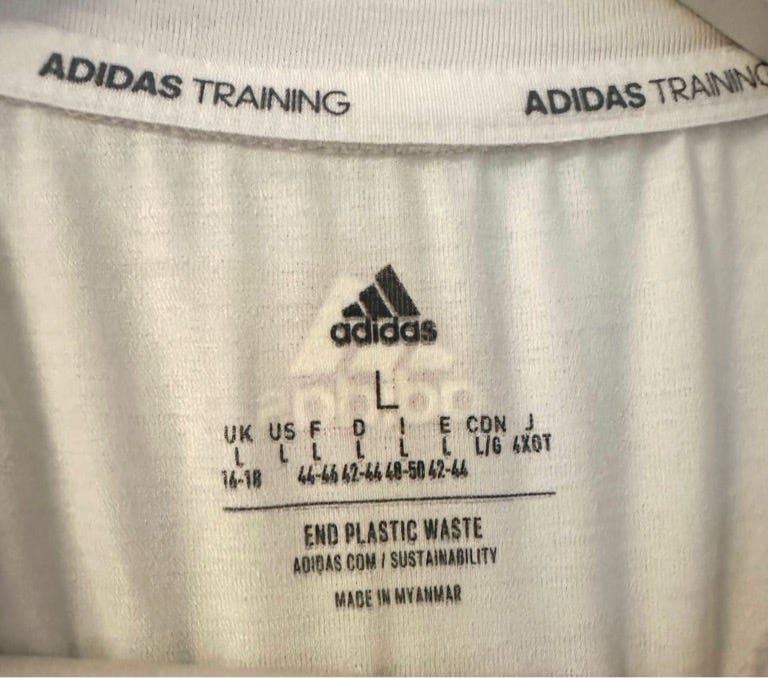 ADIDAS TRAINING ADIDAS TRAINING
adidas
L
UK US F D I E CDN J
L L L L L L L/G 4XOT
14-18 44-46 42-44 48-50 42-44
END PLASTIC WASTE
ADIDAS.COM / SUSTAINABILITY
MADE IN MYANMAR